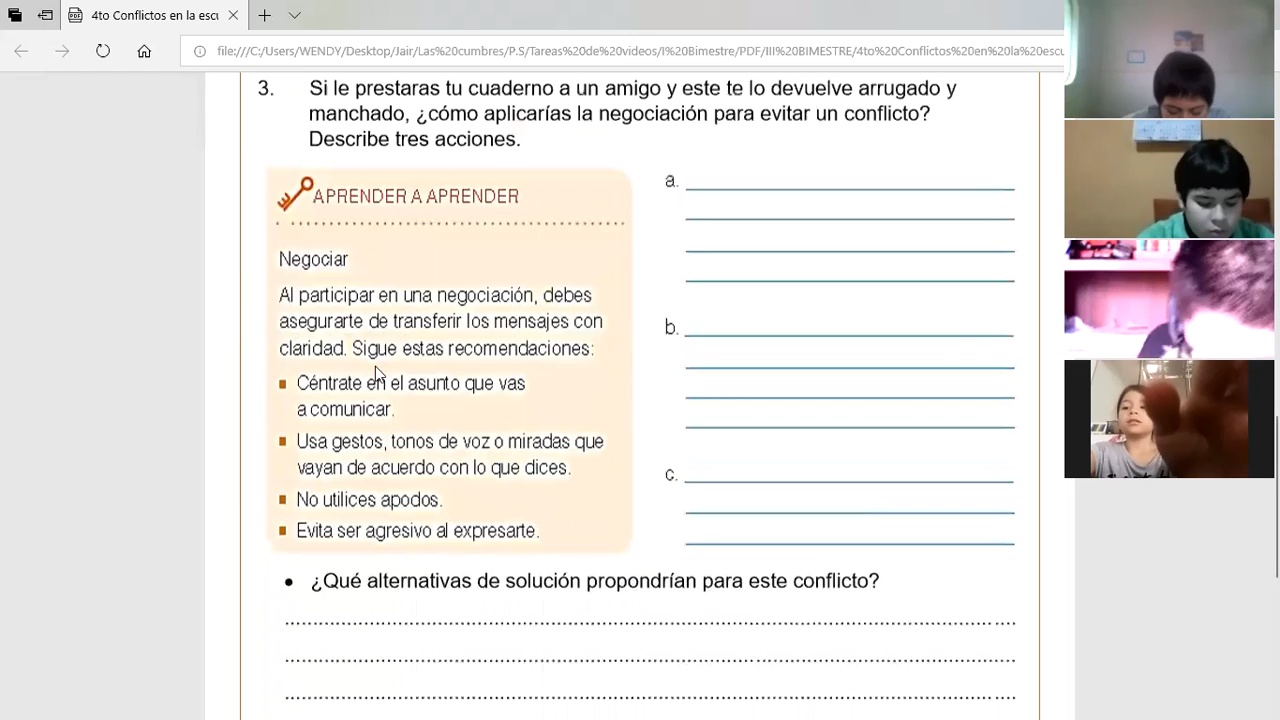 4to Conflictos en la escu
file:///C:/Users/WENDY/Desktop/Jair/Las%20cumbres/P.S/Tareas%20de%20videos/I%20Bimestre/PDF/III%20BIMESTRE/4to%20Conflictos%20en%20la%20escu
3. Si le prestaras tu cuaderno a un amigo y este te lo devuelve arrugado y
manchado, ¿cómo aplicarías la negociación para evitar un conflicto?
Describe tres acciones.
APRENDER A APRENDER
Negociar
Al participar en una negociación, debes
asegurarte de transferir los mensajes con
claridad. Sigue estas recomendaciones:
Céntrate en el asunto que vas
a comunicar.
Usa gestos, tonos de voz o miradas que
vayan de acuerdo con lo que dices.
No utilices apodos.
Evita ser agresivo al expresarte.
a.
b.
c.
• ¿Qué alternativas de solución propondrían para este conflicto?